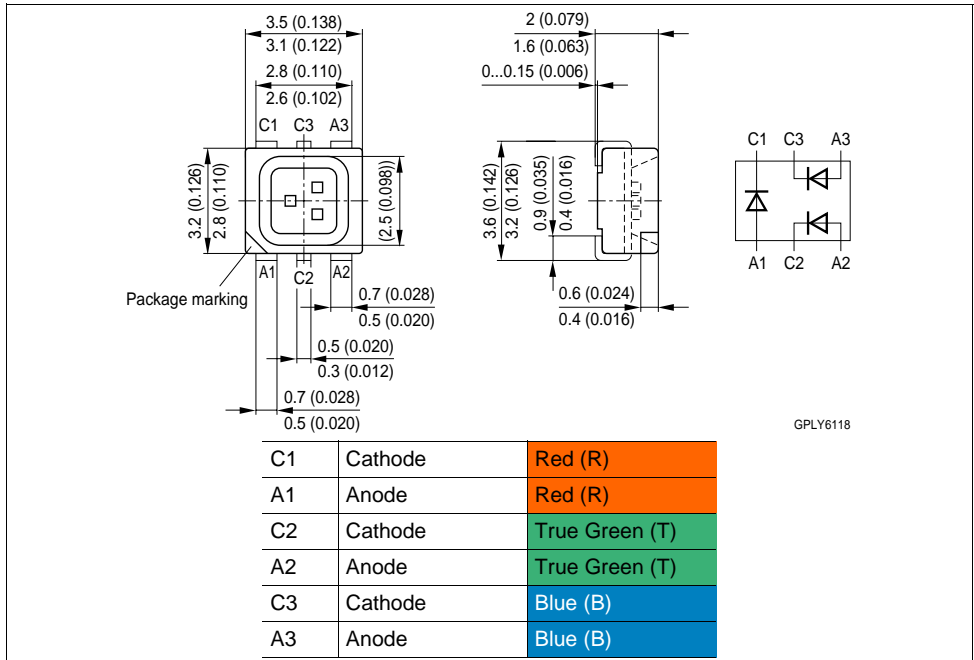 3.5 (0.138)
3.1 (0.122)
2.8 (0.110)
2.6 (0.102)
C1 C3 A3
3.2 (0.126)
2.8 (0.110)
(2.5 (0.098))
A1 C2 A2
Package marking
0.7 (0.028)
0.5 (0.020)
0.5 (0.020)
0.3 (0.012)
0.7 (0.028)
0.5 (0.020)
2 (0.079)
1.6 (0.063)
0...0.15 (0.006)
3.6 (0.142)
3.2 (0.126)
0.9 (0.035)
0.4 (0.016)
0.6 (0.024)
0.4 (0.016)
C1 C3 A3
A1 C2 A2
GPLY6118
C1 Cathode Red (R)
A1 Anode Red (R)
C2 Cathode True Green (T)
A2 Anode True Green (T)
C3 Cathode Blue (B)
A3 Anode Blue (B)